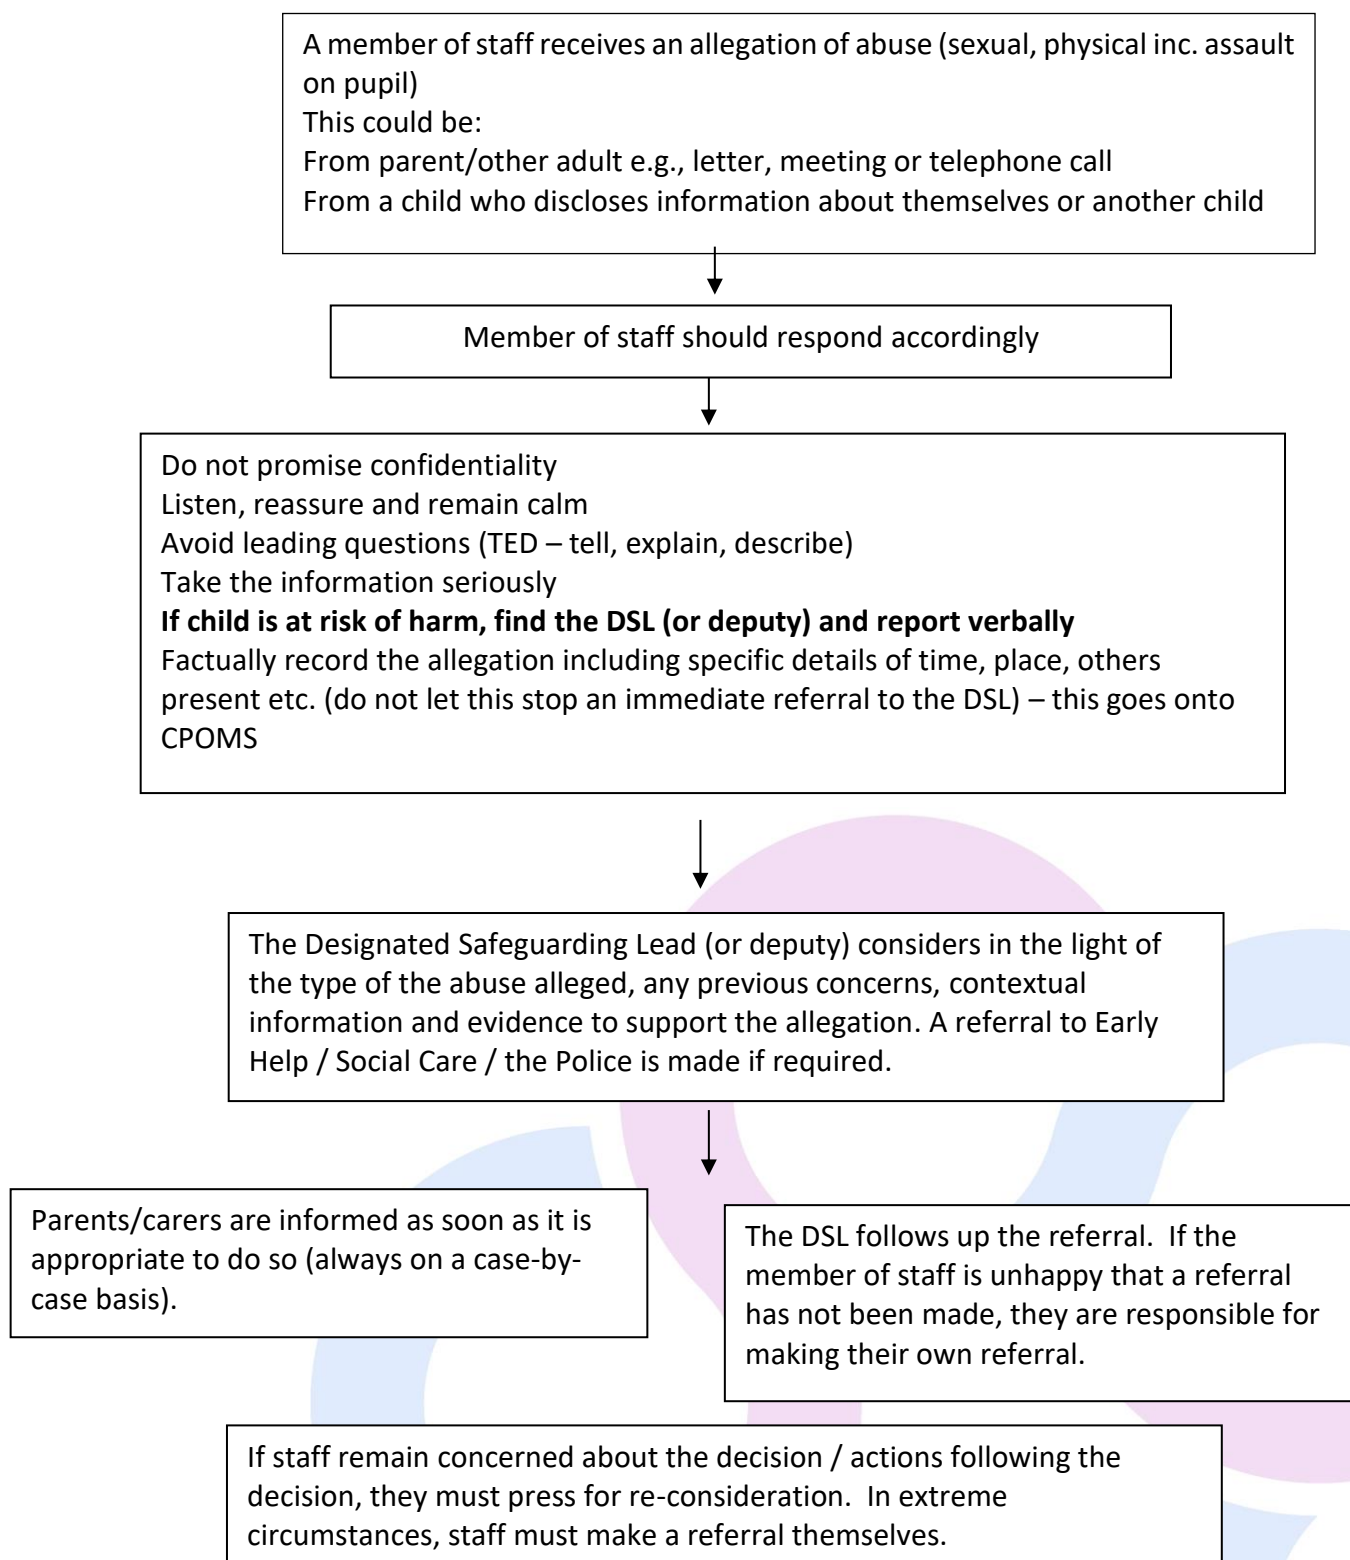 A member of staff receives an allegation of abuse (sexual, physical inc. assault
on pupil)
This could be:
From parent/other adult e.g., letter, meeting or telephone call
From a child who discloses information about themselves or another child
Member of staff should respond accordingly
Do not promise confidentiality
Listen, reassure and remain calm
Avoid leading questions (TED – tell, explain, describe)
Take the information seriously
If child is at risk of harm, find the DSL (or deputy) and report verbally
Factually record the allegation including specific details of time, place, others
present etc. (do not let this stop an immediate referral to the DSL) – this goes onto
CPOMS
The Designated Safeguarding Lead (or deputy) considers in the light of
the type of the abuse alleged, any previous concerns, contextual
information and evidence to support the allegation. A referral to Early
Help / Social Care / the Police is made if required.
Parents/carers are informed as soon as it is
appropriate to do so (always on a case-by-
case basis).
The DSL follows up the referral.  If the
member of staff is unhappy that a referral
has not been made, they are responsible for
making their own referral.
If staff remain concerned about the decision / actions following the
decision, they must press for re-consideration.  In extreme
circumstances, staff must make a referral themselves.